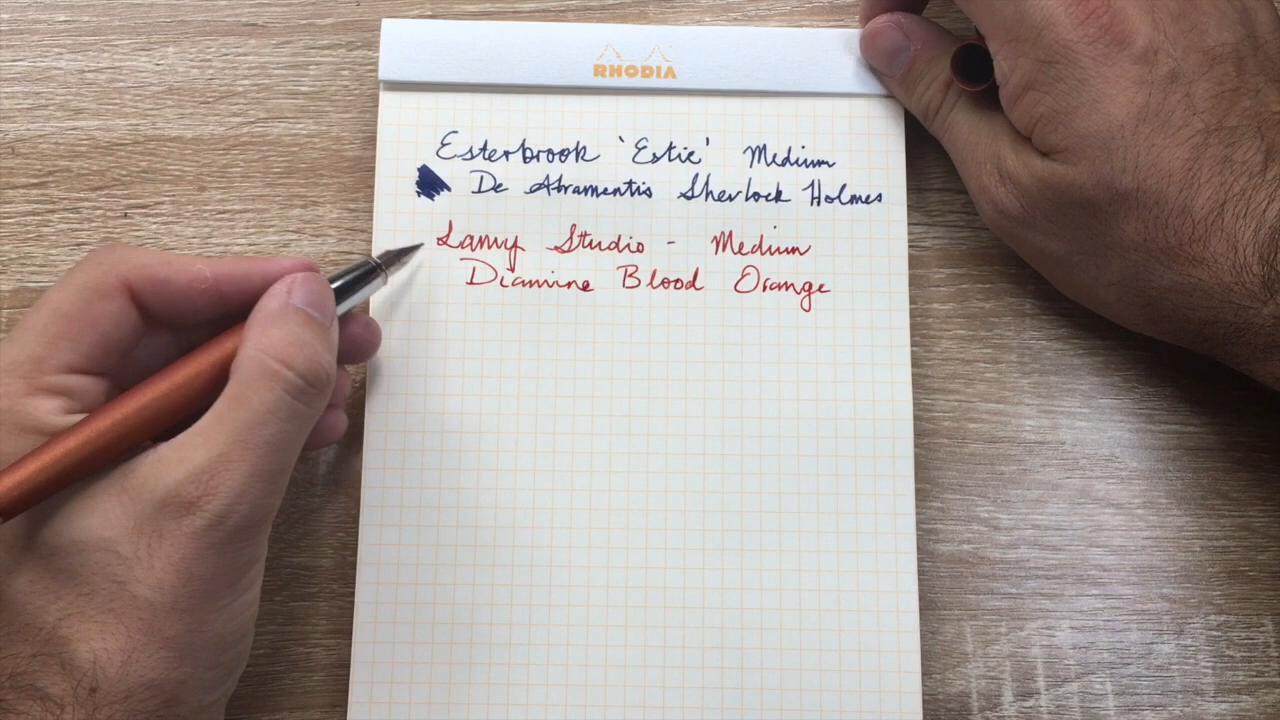 RHODIA
Esterbrook 'Estie' Medium
De Atramentis Sherlock Holmes
Lamy Studio - Medium
Diamine Blood Orange